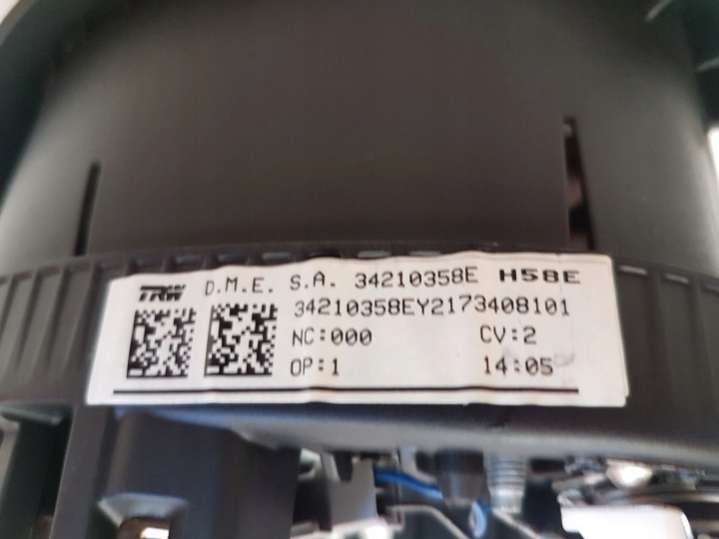 TRW D.M.E. S.A. 34210358E H58E
34210358EY2173408101
NC:000 CV:2
OP:1 14:05